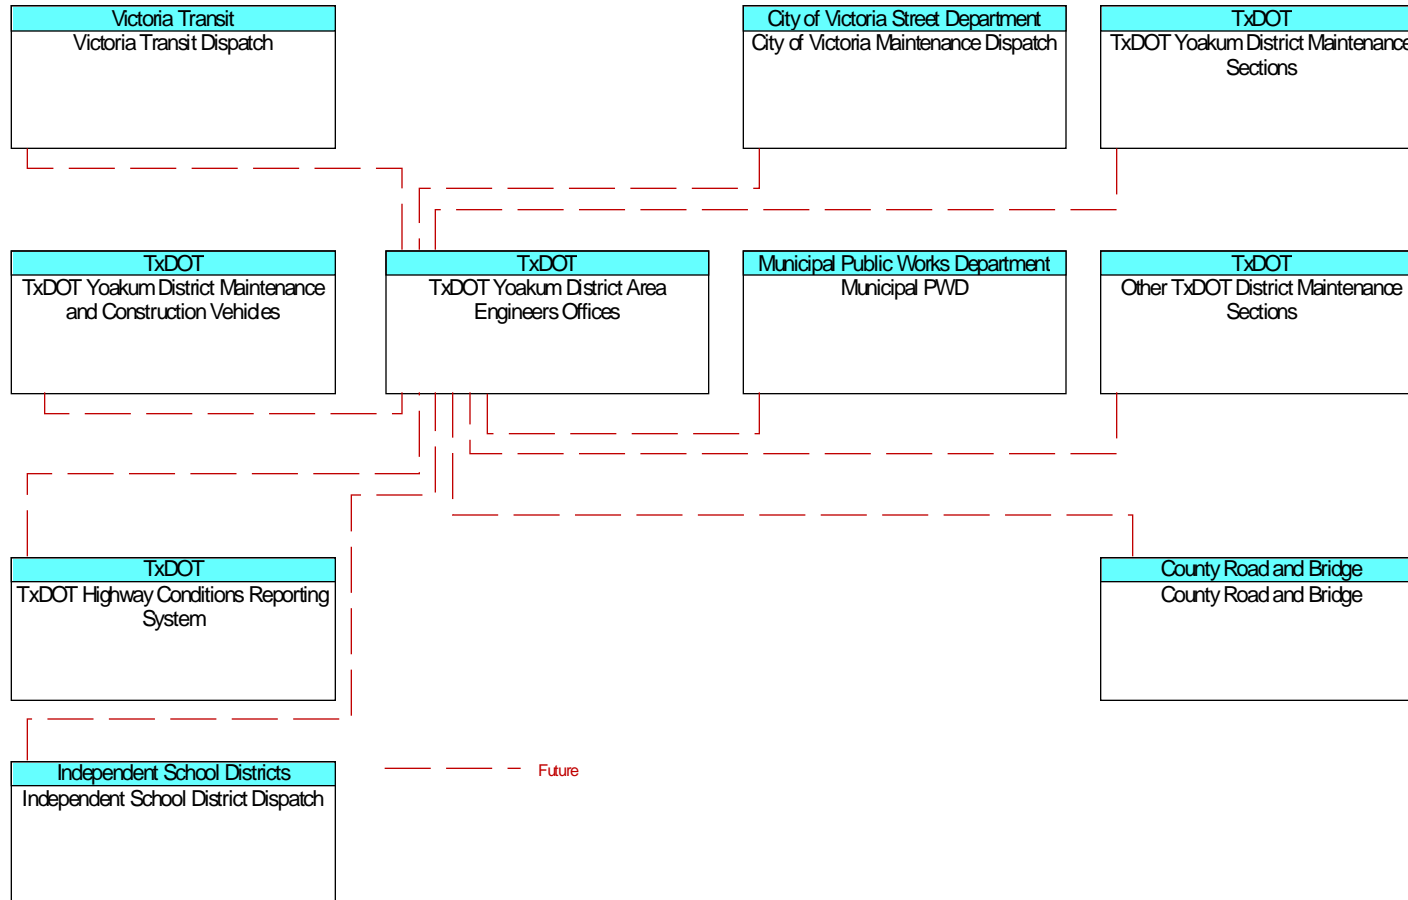 Victoria Transit
Victoria Transit Dispatch
City of Victoria Street Department
City of Victoria Maintenance Dispatch
TxDOT
TxDOT Yoakum District Maintenance
Sections
TxDOT
TxDOT Yoakum District Maintenance
and Construction Vehicles
TxDOT
TxDOT Yoakum District Area
Engineers Offices
Municipal Public Works Department
Municipal PWD
TxDOT
Other TxDOT District Maintenance
Sections
TxDOT
TxDOT Highway Conditions Reporting
System
County Road and Bridge
County Road and Bridge
Independent School Districts
Independent School District Dispatch
Future